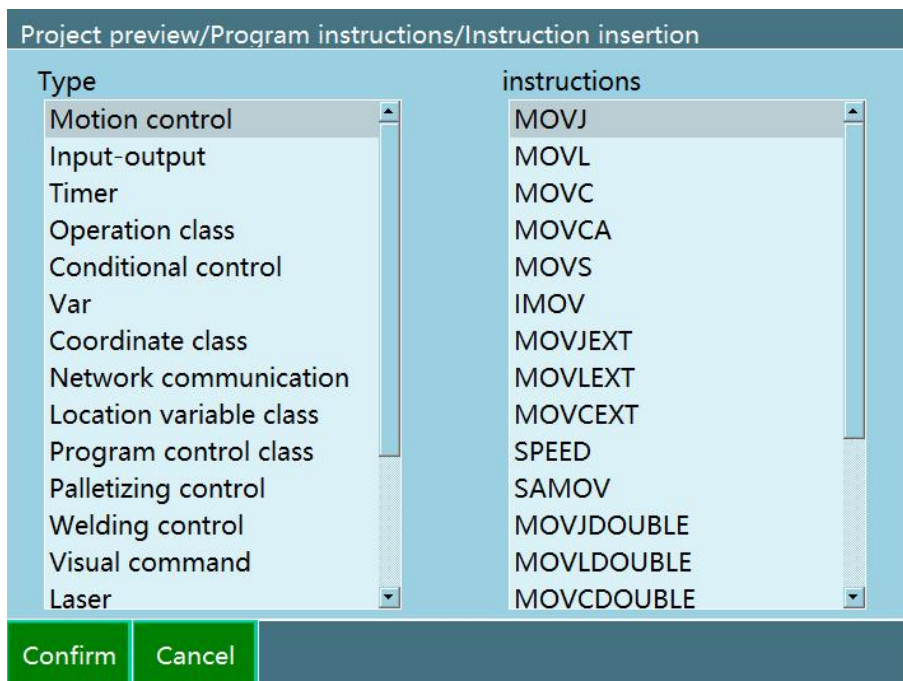 Project preview/Program instructions/Instruction insertion
Type
Motion control
Input-output
Timer
Operation class
Conditional control
Var
Coordinate class
Network communication
Location variable class
Program control class
Palletizing control
Welding control
Visual command
Laser
instructions
MOVJ
MOVL
MOVC
MOVCA
MOVS
IMOV
MOVJEXT
MOVLEXT
MOVCEXT
SPEED
SAMOV
MOVJDOUBLE
MOVLDOUBLE
MOVCDOUBLE
Confirm
Cancel